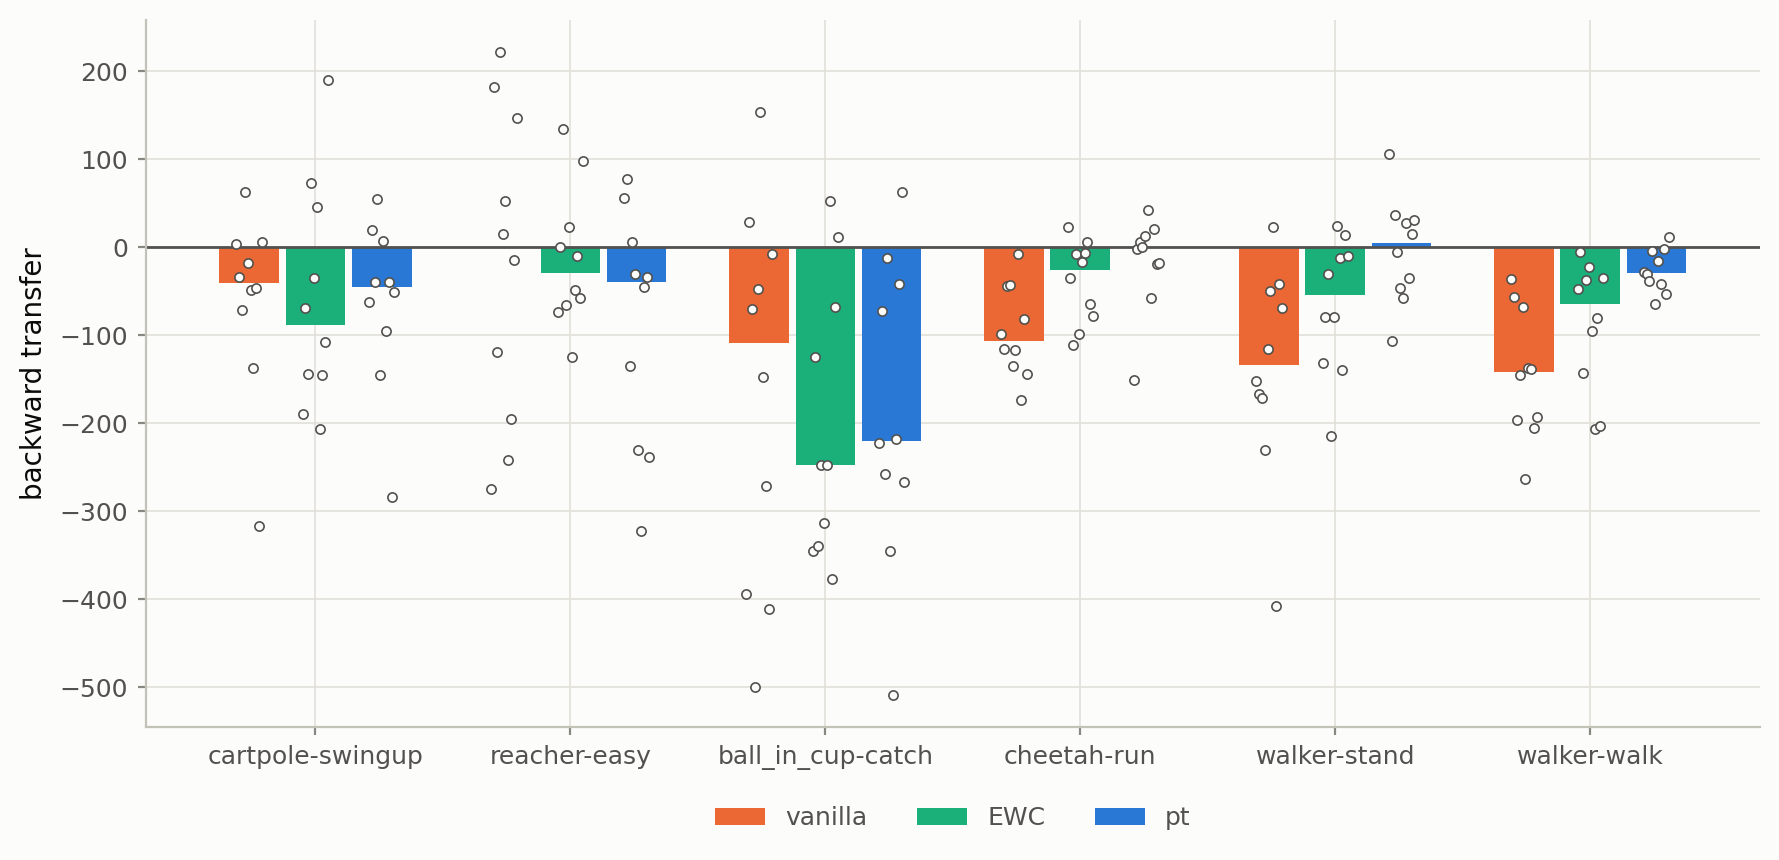 200
100
0
−100
−200
−300
−400
−500
backward transfer
cartpole-swingup
reacher-easy
ball_in_cup-catch
cheetah-run
walker-stand
walker-walk
vanilla
EWC
pt